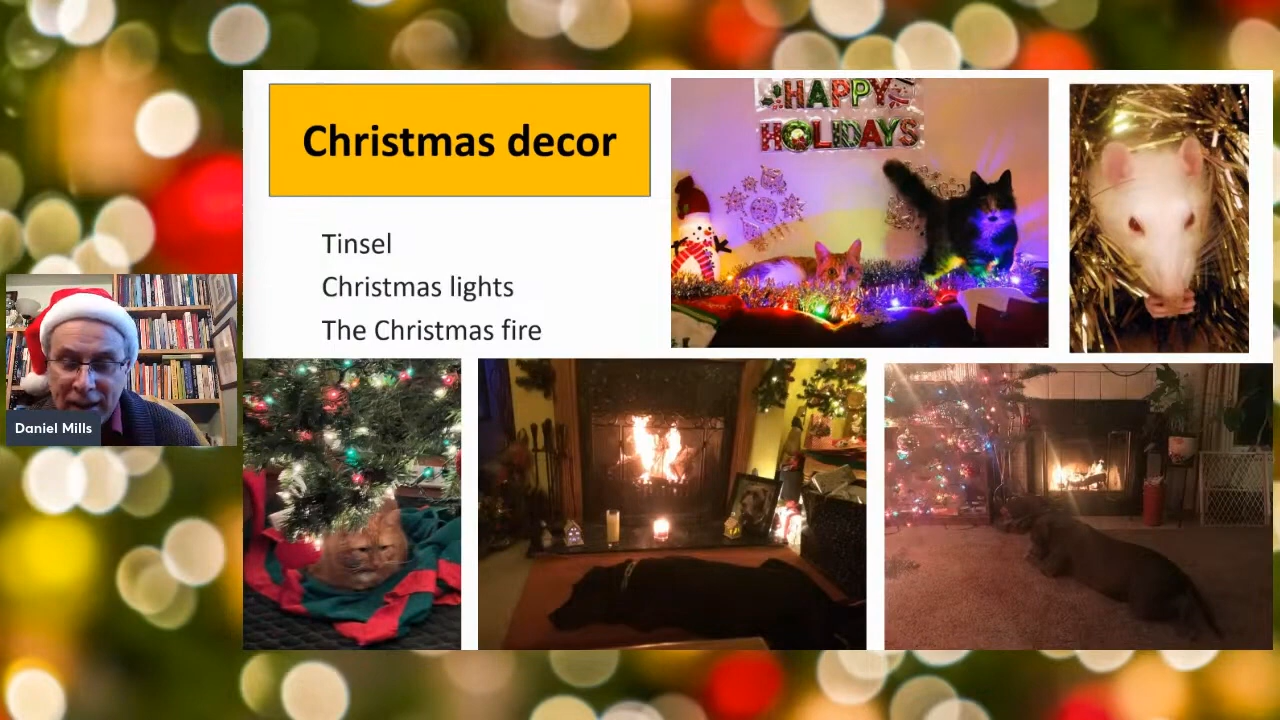 Christmas decor
Tinsel
Christmas lights
The Christmas fire
HAPPY
HOLIDAYS
Daniel Mills